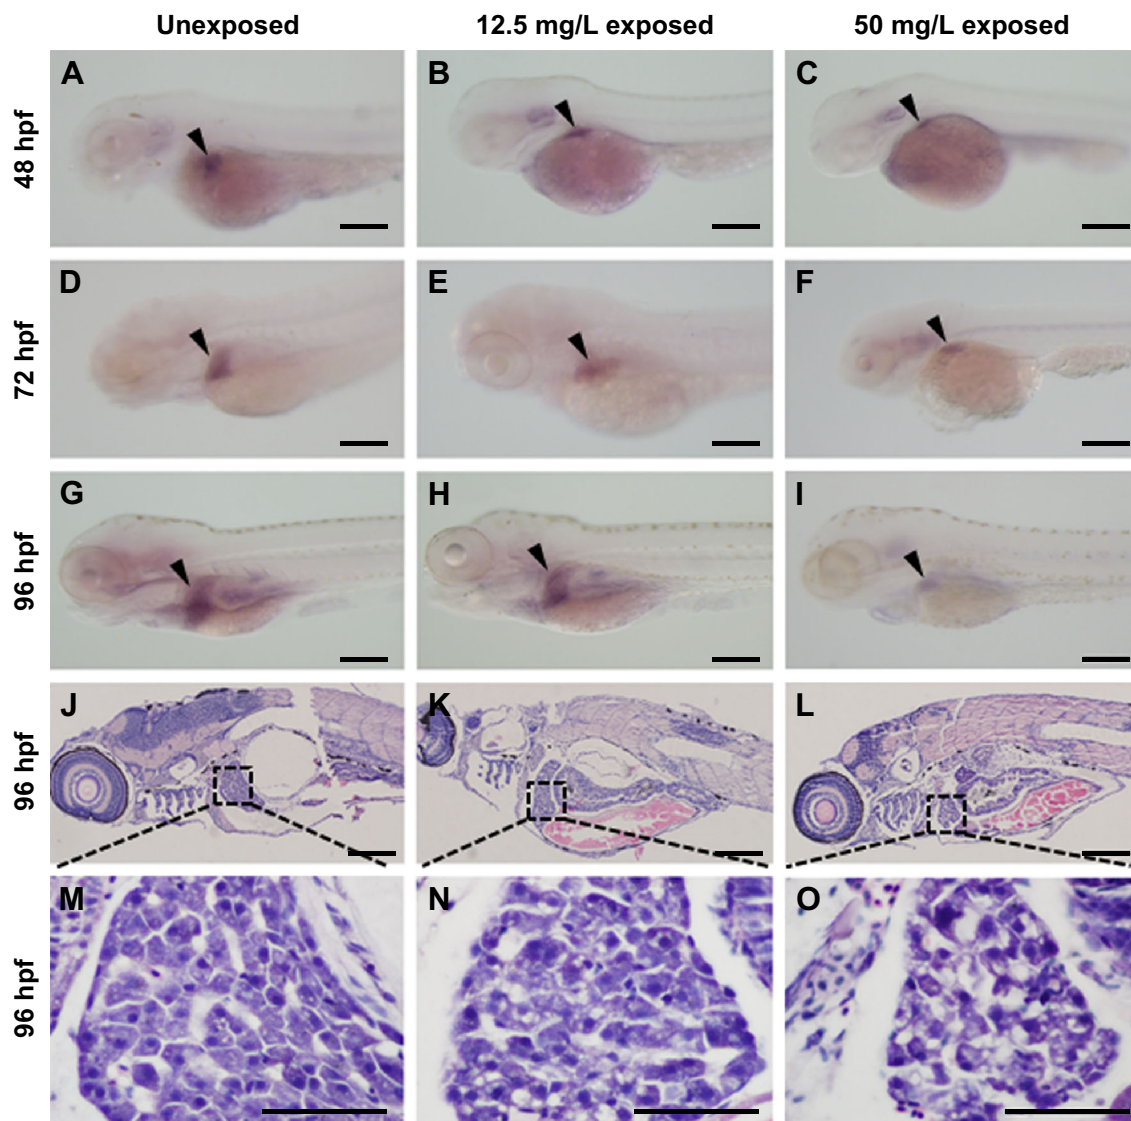 Unexposed 12.5 mg/L exposed 50 mg/L exposed
48 hpf
A B C
72 hpf
D E F
96 hpf
G H I
96 hpf
J K L
96 hpf
M N O